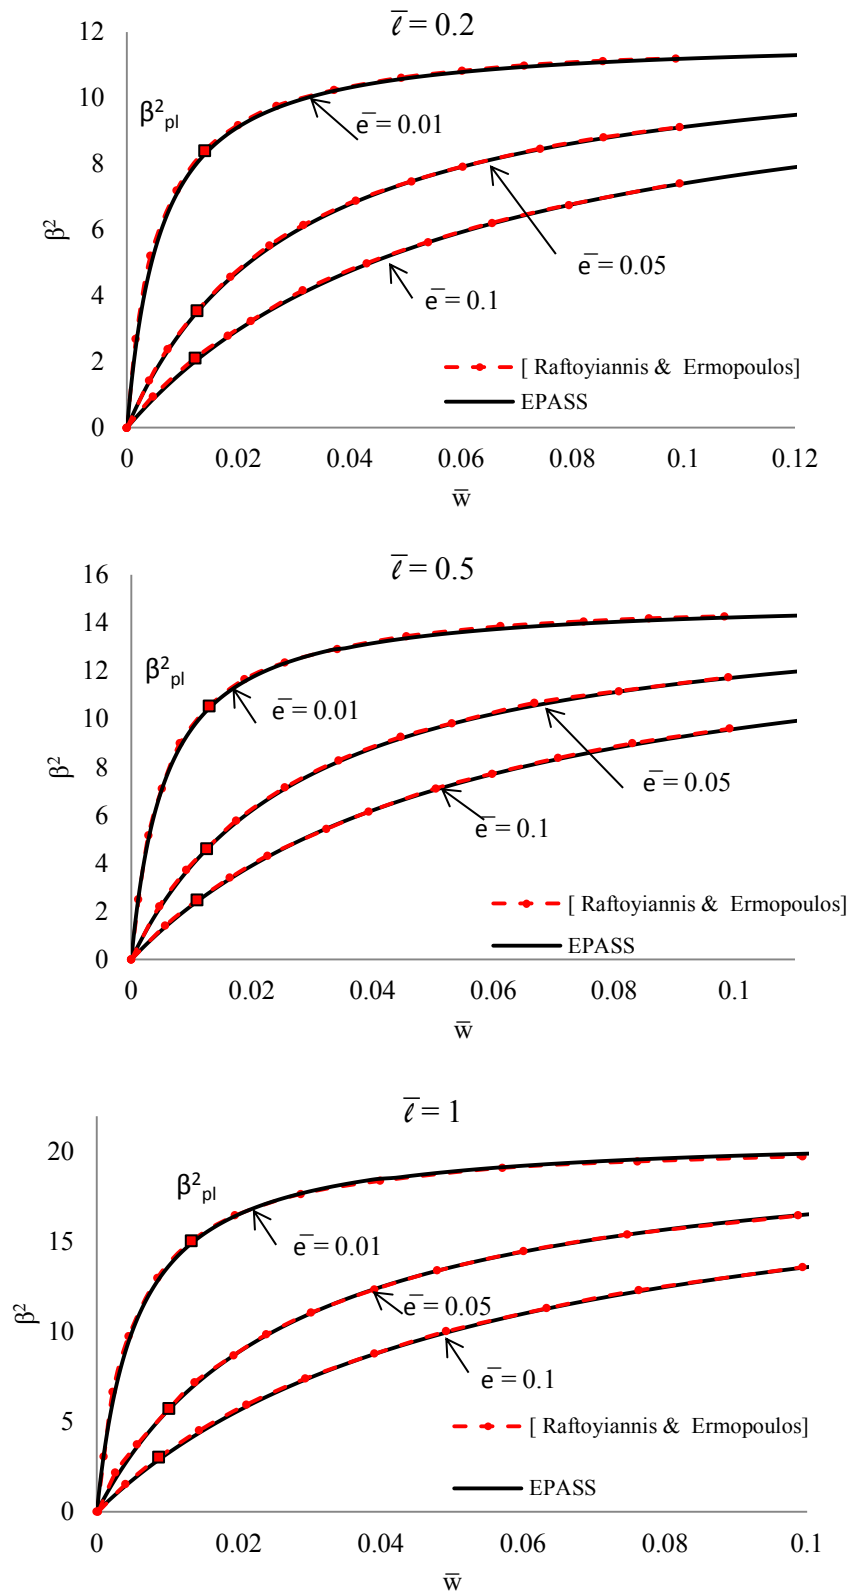 ℓ̅ = 0.2
12
10
8
6
4
2
0
β²
β²pl
e̅ = 0.01
e̅ = 0.05
e̅ = 0.1
[ Raftoyiannis & Ermopoulos]
EPASS
0 0.02 0.04 0.06 0.08 0.1 0.12
w̅
ℓ̅ = 0.5
16
14
12
10
8
6
4
2
0
β²
β²pl
e̅ = 0.01
e̅ = 0.05
e̅ = 0.1
[ Raftoyiannis & Ermopoulos]
EPASS
0 0.02 0.04 0.06 0.08 0.1
w̅
ℓ̅ = 1
20
15
10
5
0
β²
β²pl
e̅ = 0.01
e̅ = 0.05
e̅ = 0.1
[ Raftoyiannis & Ermopoulos]
EPASS
0 0.02 0.04 0.06 0.08 0.1
w̅